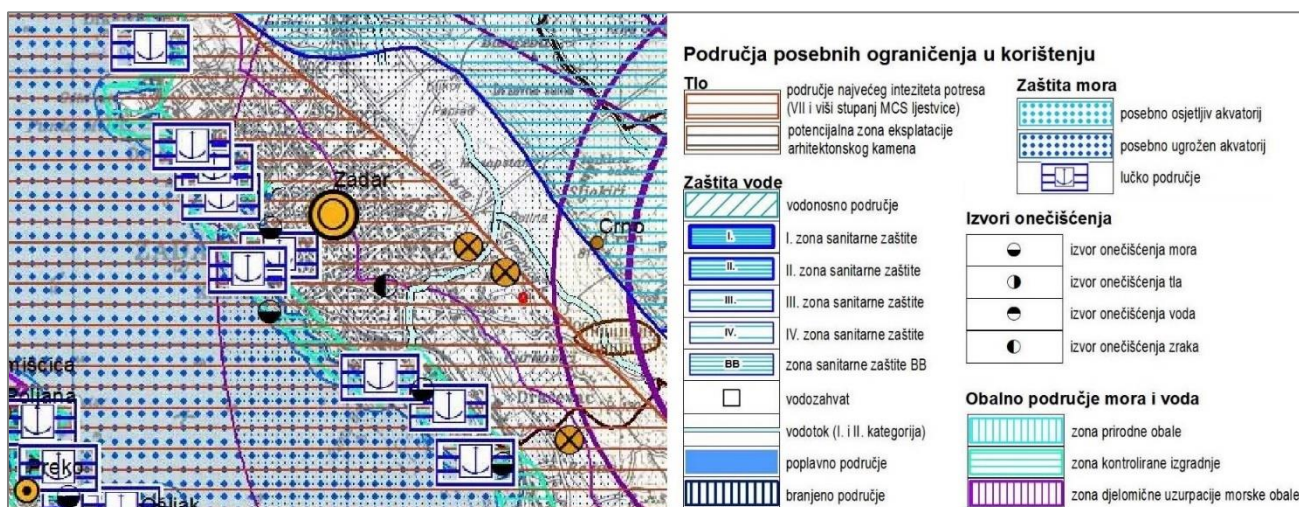 Zadar
Crno
Poljana
Preko
Područja posebnih ograničenja u korištenju
Tlo
područje najvećeg inteziteta potresa
(VII i viši stupanj MCS ljestvice)
potencijalna zona eksplatacije
arhitektonskog kamena
Zaštita vode
vodonosno područje
I.
I. zona sanitarne zaštite
II.
II. zona sanitarne zaštite
III.
III. zona sanitarne zaštite
IV.
IV. zona sanitarne zaštite
BB
zona sanitarne zaštite BB
vodozahvat
vodotok (I. i II. kategorija)
poplavno područje
branjeno područje
Zaštita mora
posebno osjetljiv akvatorij
posebno ugrožen akvatorij
lučko područje
Izvori onečišćenja
izvor onečišćenja mora
izvor onečišćenja tla
izvor onečišćenja voda
izvor onečišćenja zraka
Obalno područje mora i voda
zona prirodne obale
zona kontrolirane izgradnje
zona djelomične uzurpacije morske obale